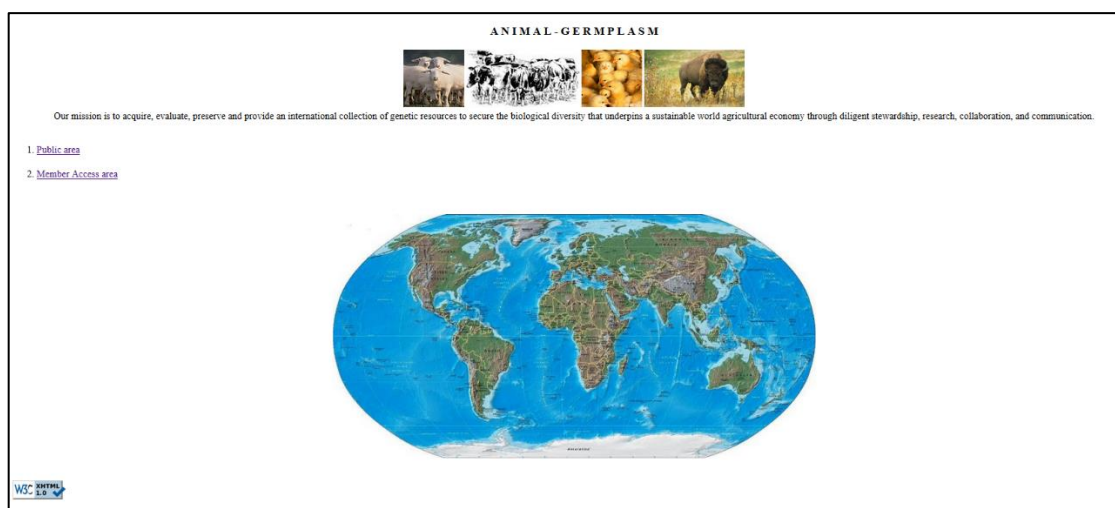 ANIMAL-GERMPLASM
Our mission is to acquire, evaluate, preserve and provide an international collection of genetic resources to secure the biological diversity that underpins a sustainable world agricultural economy through diligent stewardship, research, collaboration, and communication.
1. Public area
2. Member Access area
W3C XHTML
1.0